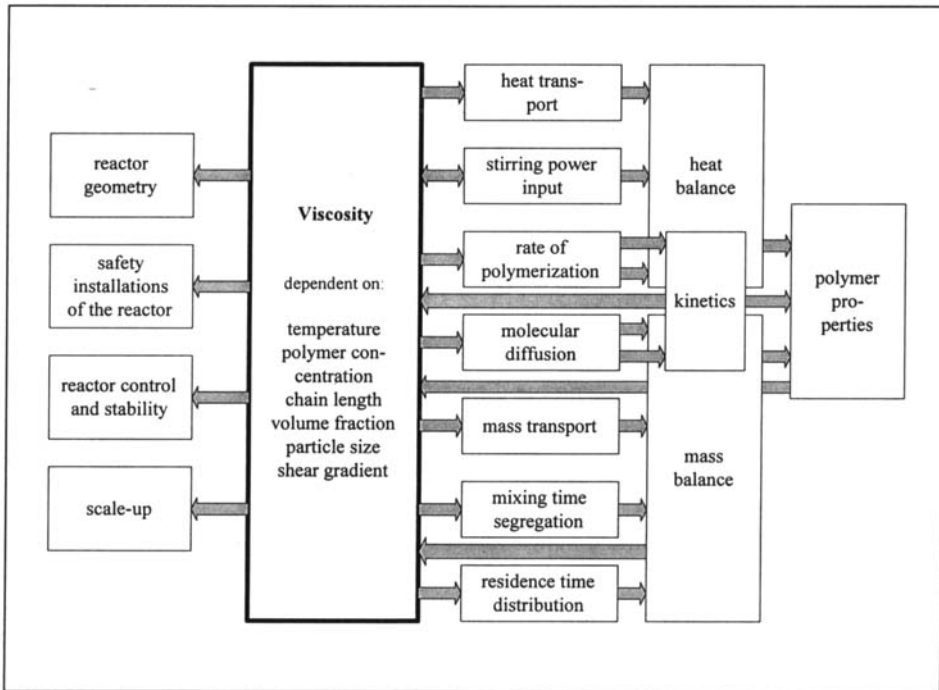 reactor
geometry
safety
installations
of the reactor
reactor control
and stability
scale-up
Viscosity
dependent on:
temperature
polymer con-
centration
chain length
volume fraction
particle size
shear gradient
heat trans-
port
stirring power
input
rate of
polymerization
molecular
diffusion
mass transport
mixing time
segregation
residence time
distribution
heat
balance
kinetics
mass
balance
polymer
pro-
perties